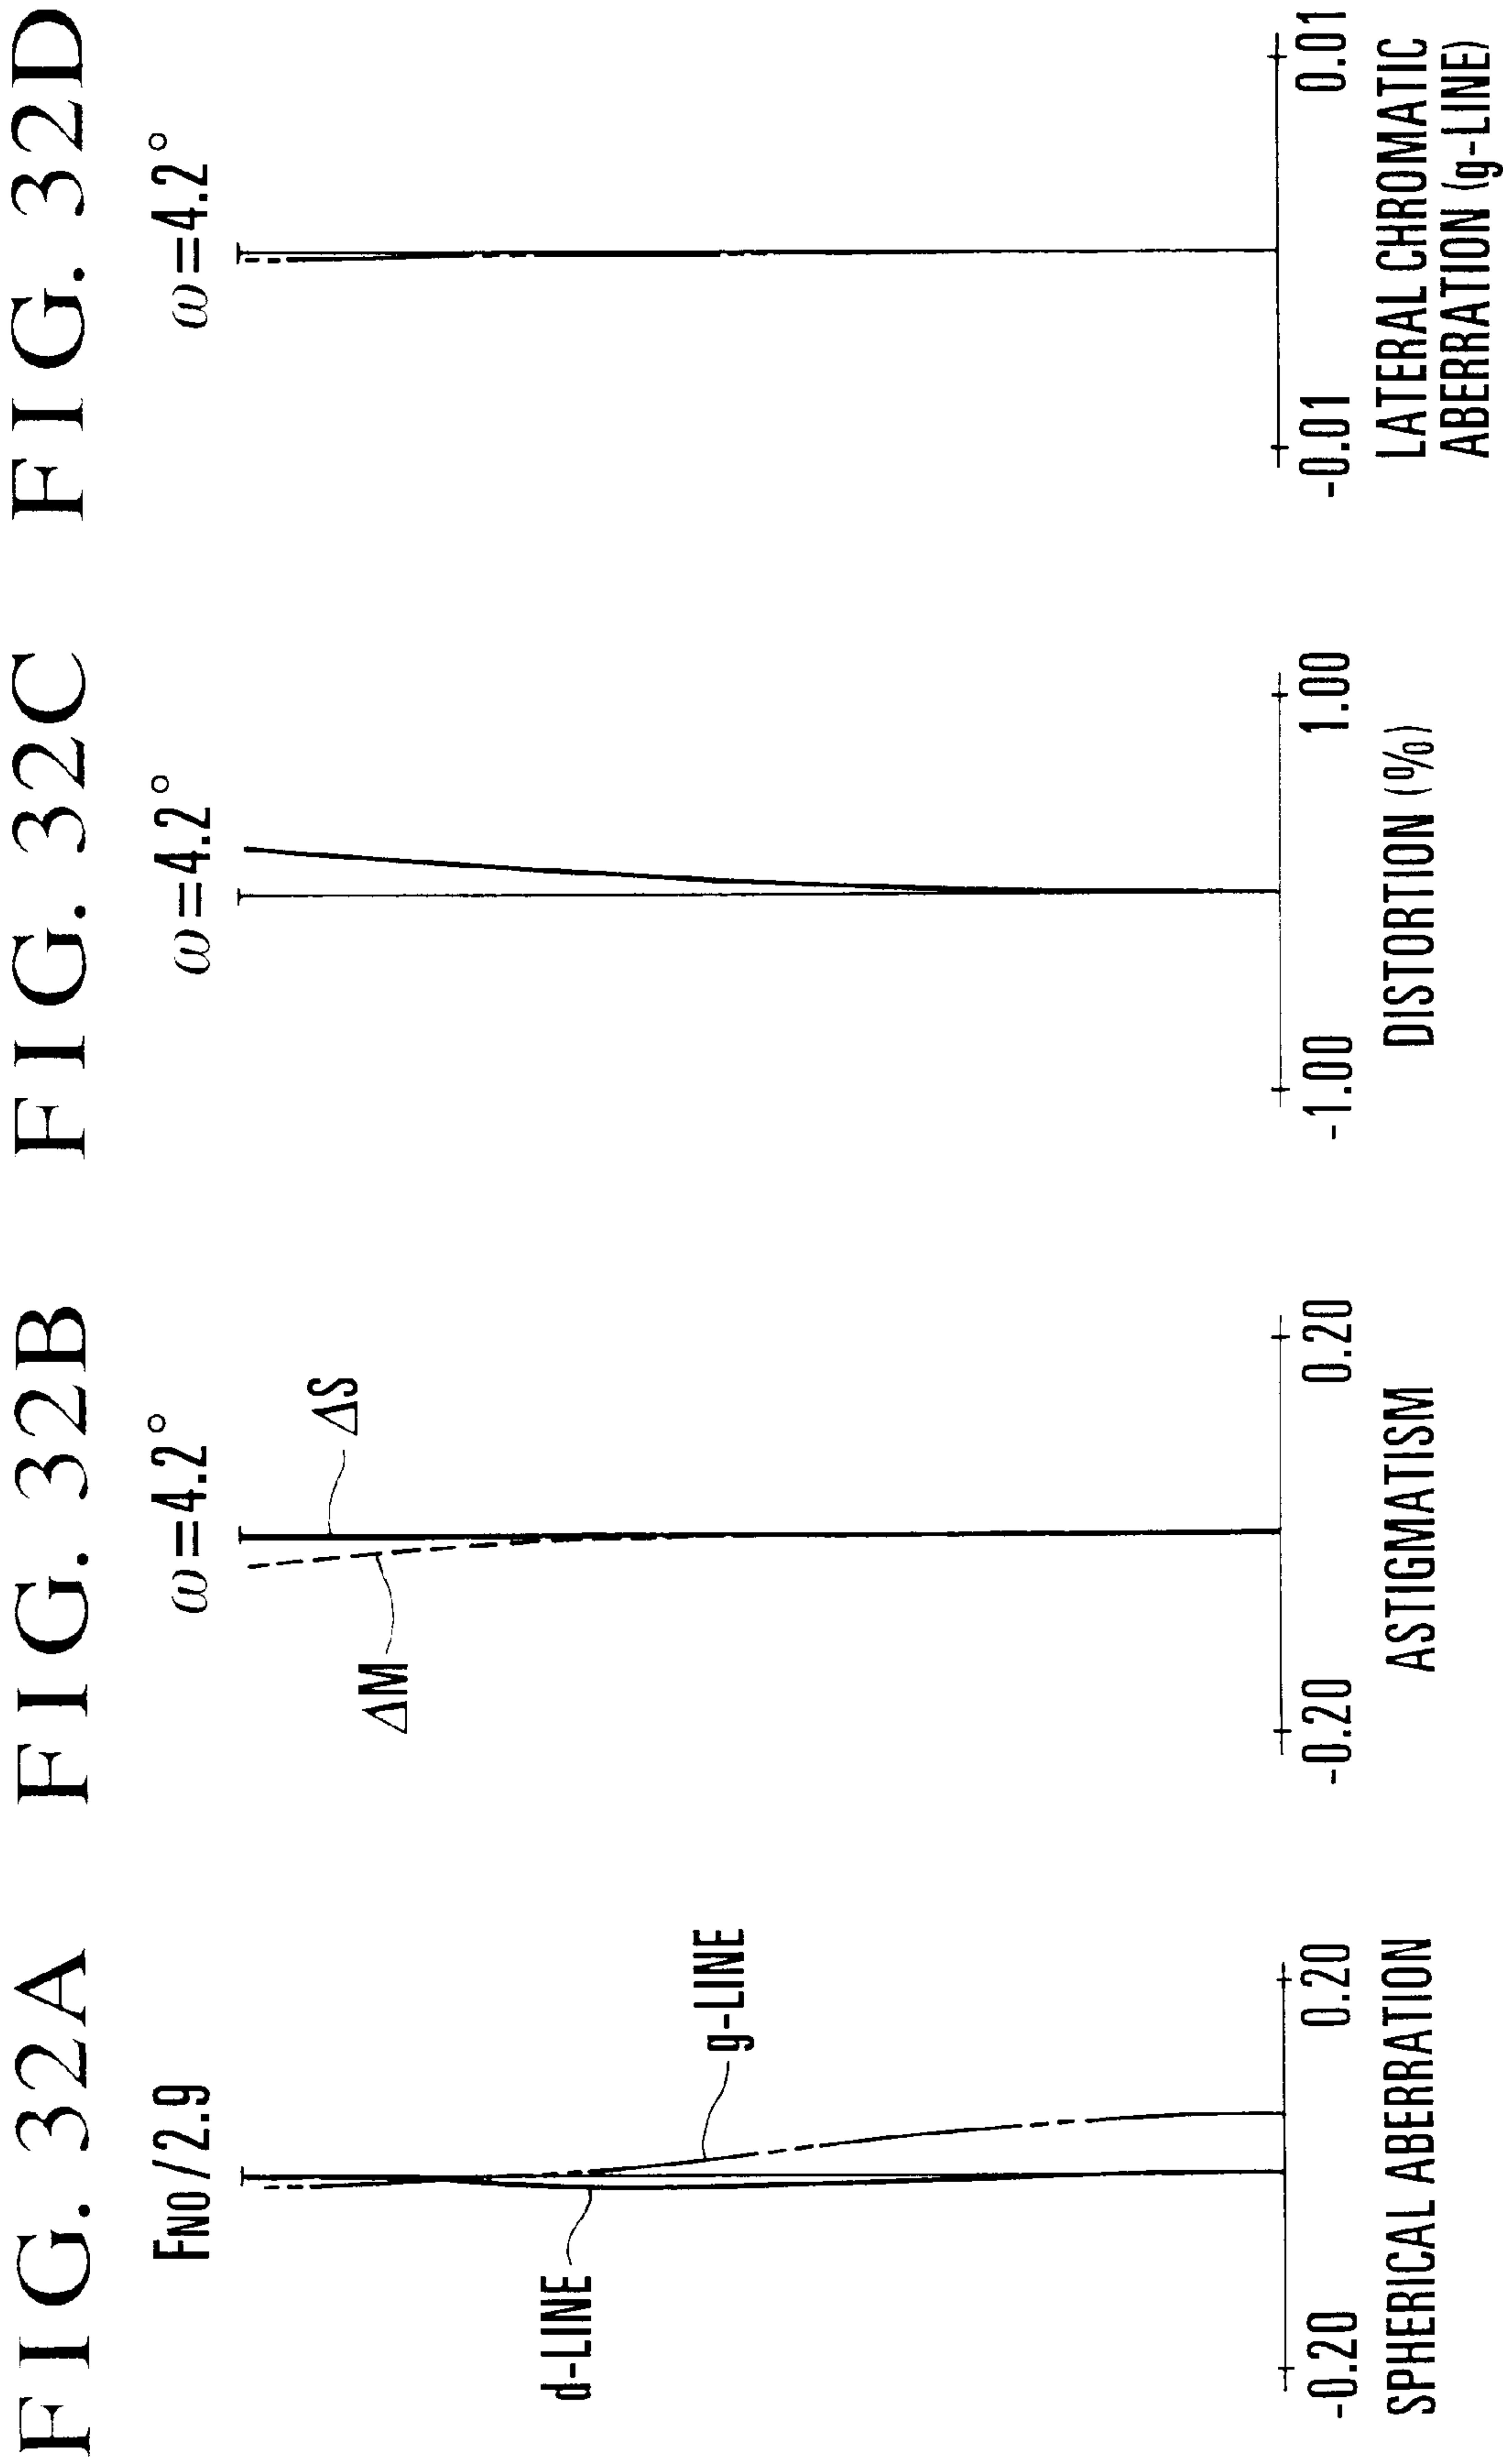 FIG. 32A
FNO/2.9
d-LINE
g-LINE
-0.20
0.20
SPHERICAL ABERRATION
FIG. 32B
ω=4.2°
ΔM
ΔS
-0.20
0.20
ASTIGMATISM
FIG. 32C
ω=4.2°
-1.00
1.00
DISTORTION (%)
FIG. 32D
ω=4.2°
-0.01
0.01
LATERAL CHROMATIC
ABERRATION (g-LINE)